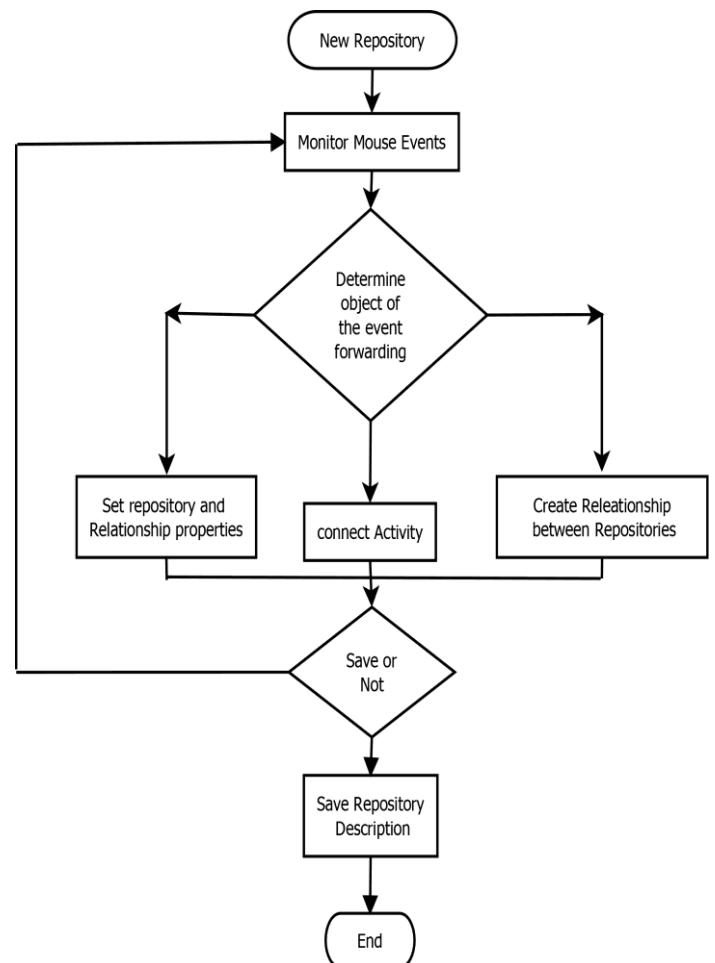 New Repository
Monitor Mouse Events
Determine
object of
the event
forwarding
Set repository and
Relationship properties
connect Activity
Create Releationship
between Repositories
Save or
Not
Save Repository
Description
End